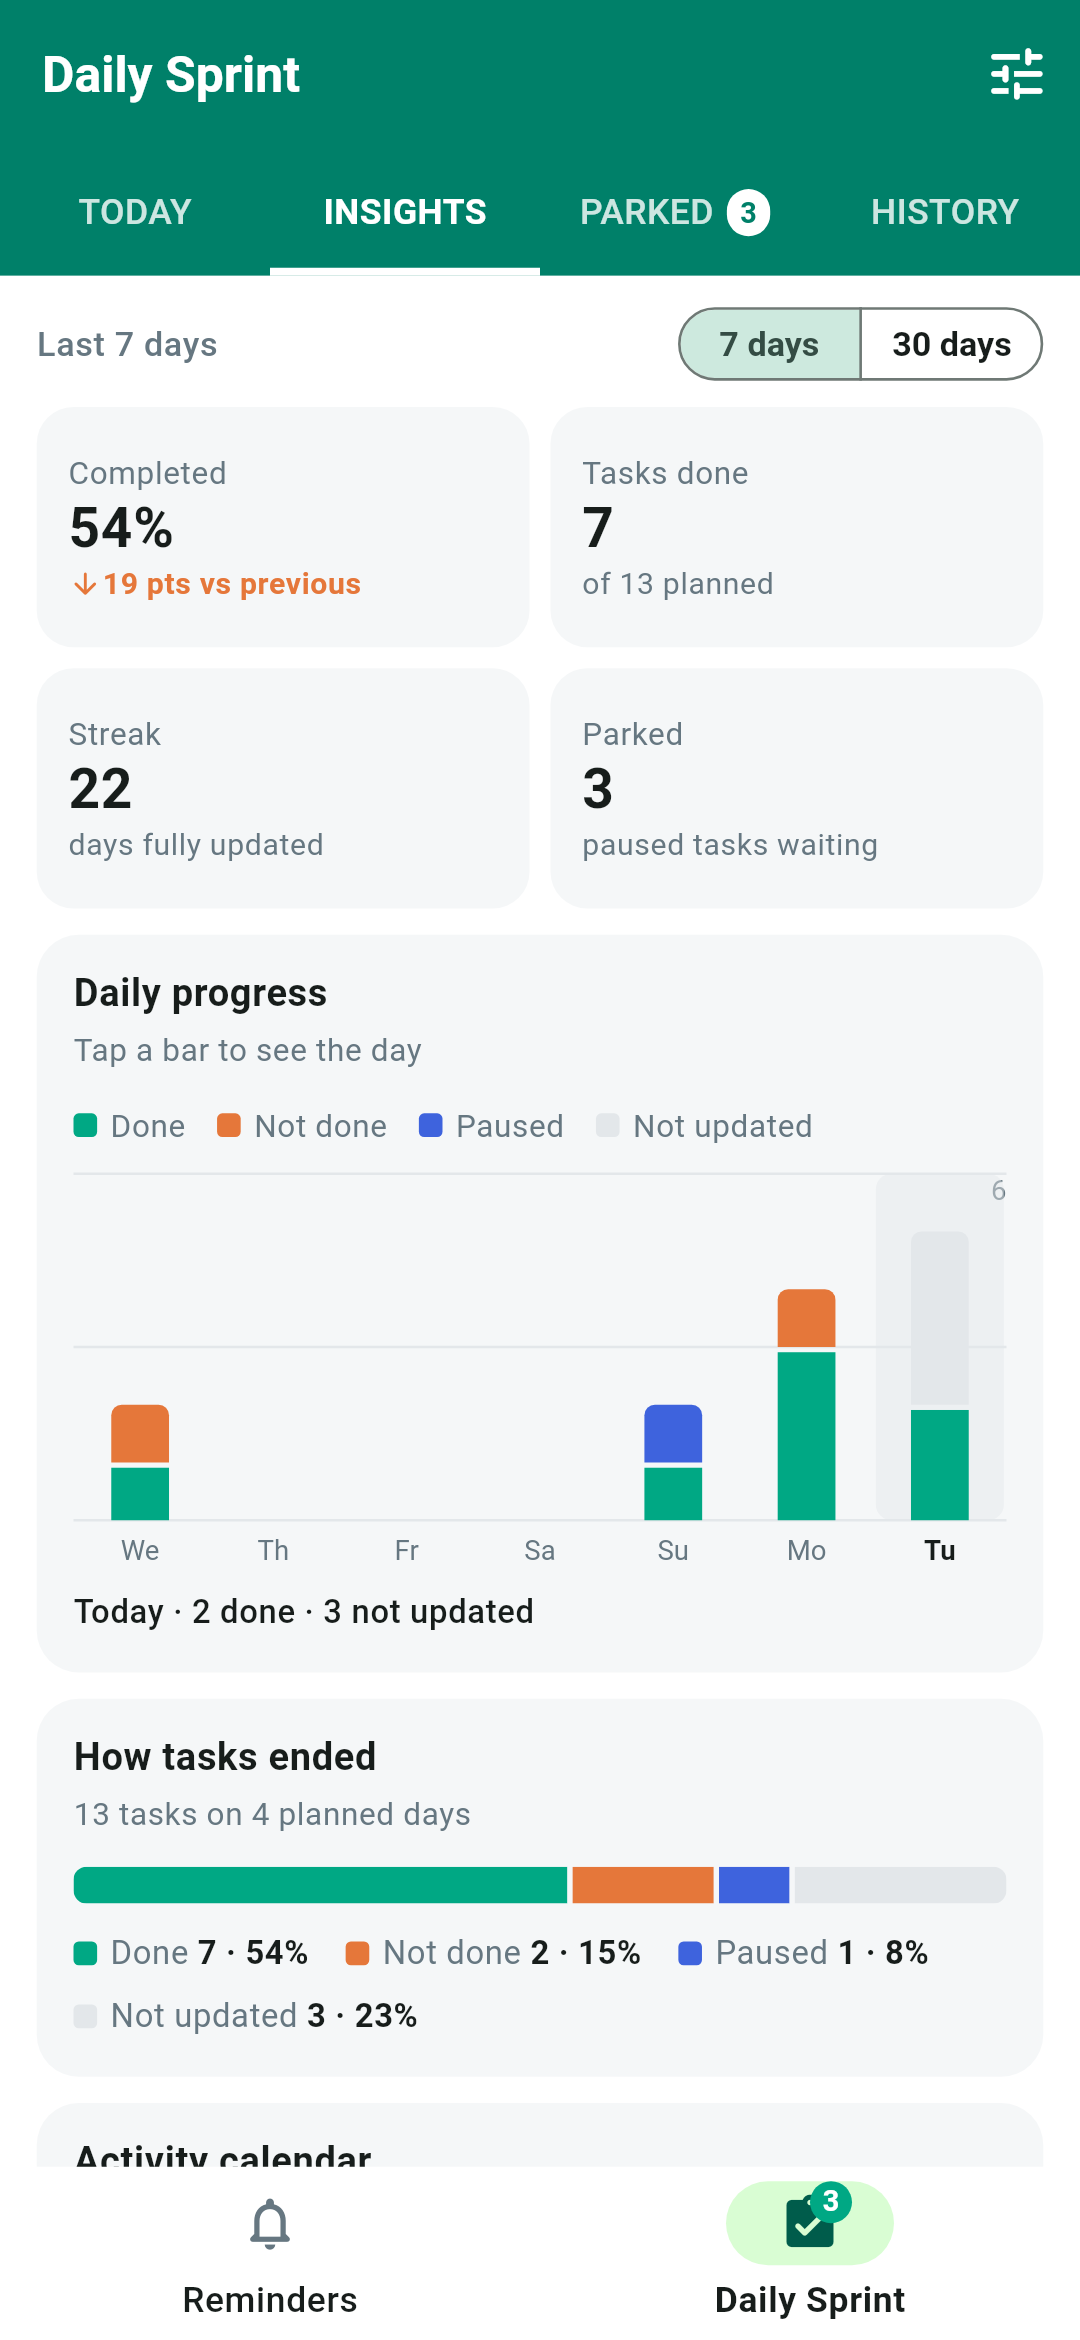 Daily Sprint
TODAY INSIGHTS PARKED 3 HISTORY
Last 7 days 7 days 30 days
Completed
54%
↓19 pts vs previous
Tasks done
7
of 13 planned
Streak
22
days fully updated
Parked
3
paused tasks waiting
Daily progress
Tap a bar to see the day
Done Not done Paused Not updated
6
We Th Fr Sa Su Mo Tu
Today · 2 done · 3 not updated
How tasks ended
13 tasks on 4 planned days
Done 7 · 54% Not done 2 · 15% Paused 1 · 8%
Not updated 3 · 23%
Activity calendar
3
Reminders Daily Sprint